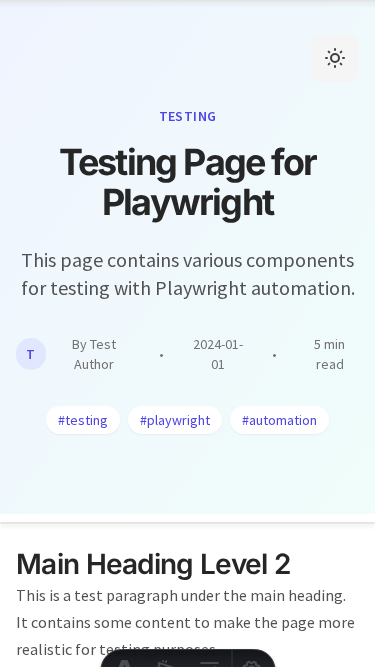 TESTING
Testing Page for
Playwright
This page contains various components
for testing with Playwright automation.
T
By Test
Author
•
2024-01-
01
•
5 min
read
#testing
#playwright
#automation
Main Heading Level 2
This is a test paragraph under the main heading.
It contains some content to make the page more
realistic for testing purposes.